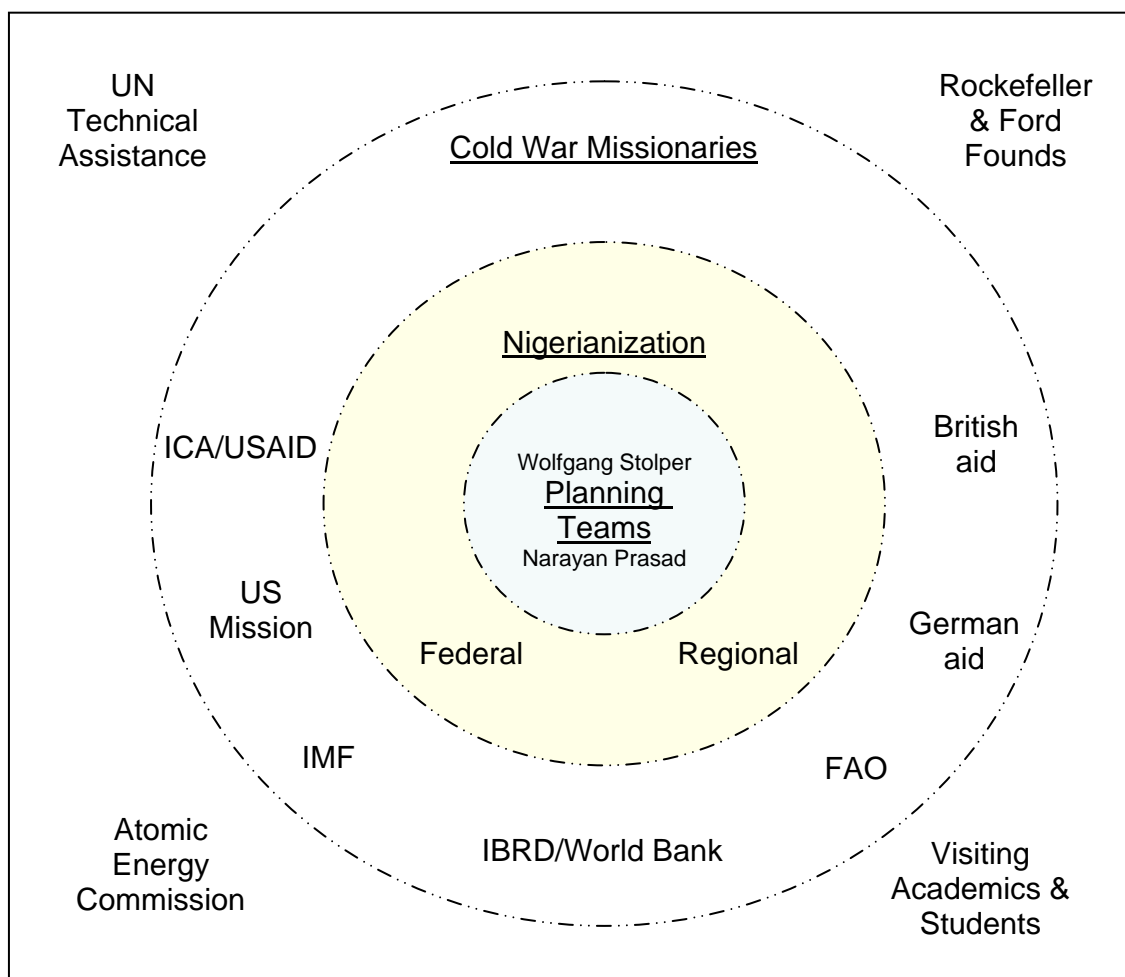 UN
Technical
Assistance
Rockefeller
& Ford
Founds
Cold War Missionaries
Nigerianization
ICA/USAID
British
aid
Wolfgang Stolper
Planning
Teams
Narayan Prasad
US
Mission
German
aid
Federal
Regional
IMF
FAO
Atomic
Energy
Commission
IBRD/World Bank
Visiting
Academics &
Students